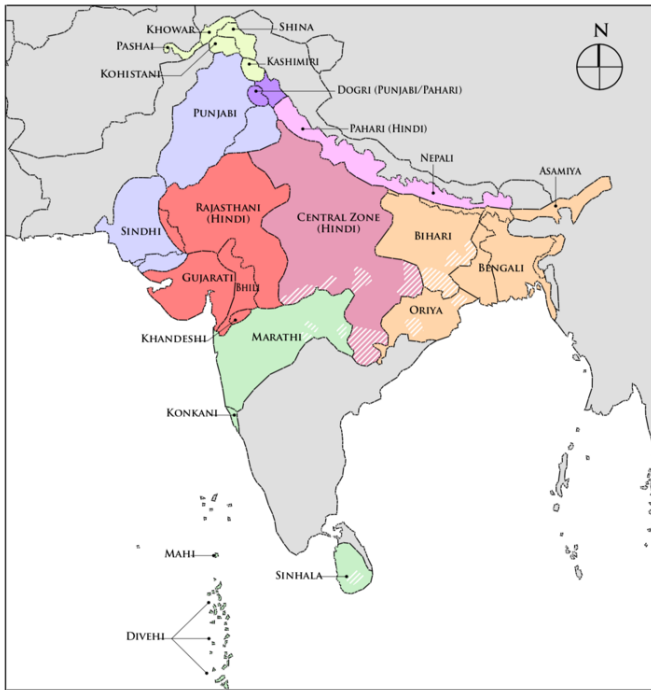 Khowar
Shina
N
Pashai
Kohistani
Kashimiri
Dogri (Punjabi/Pahari)
Punjabi
Pahari (Hindi)
Nepali
Asamiya
Rajasthani
(Hindi)
Central Zone
(Hindi)
Sindhi
Bihari
Bengali
Gujarati
Bhili
Oriya
Khandeshi
Marathi
Konkani
Mahi
Sinhala
Divehi